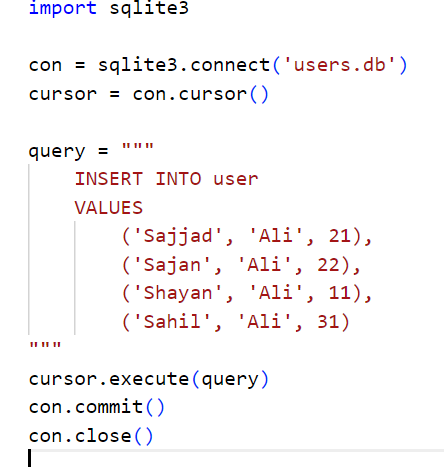 import sqlite3
con = sqlite3.connect('users.db')
cursor = con.cursor()
query = """
INSERT INTO user
VALUES
('Sajjad', 'Ali', 21),
('Sajan', 'Ali', 22),
('Shayan', 'Ali', 11),
('Sahil', 'Ali', 31)
"""
cursor.execute(query)
con.commit()
con.close()